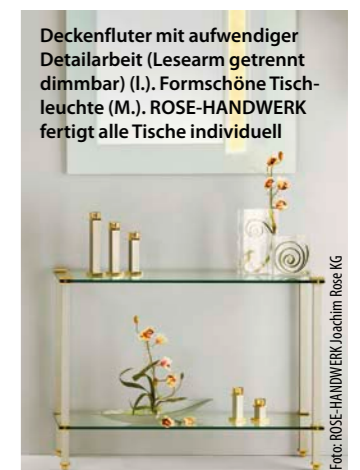 Deckenfluter mit aufwendiger
Detailarbeit (Lesearm getrennt
dimmbar) (l.). Formschöne Tisch-
leuchte (M.). ROSE-HANDWERK
fertigt alle Tische individuell
Foto: ROSE-HANDWERK Joachim Rose KG